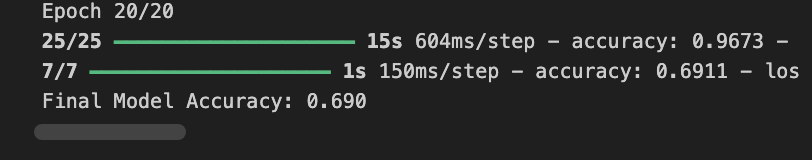 Epoch 20/20
25/25 ━━━━━━━━━━━━━━━━━━━━ 15s 604ms/step - accuracy: 0.9673 -
7/7 ━━━━━━━━━━━━━━━━━━━━ 1s 150ms/step - accuracy: 0.6911 - los
Final Model Accuracy: 0.690